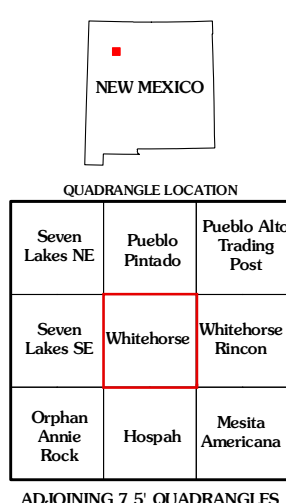 NEW MEXICO
QUADRANGLE LOCATION
Seven
Lakes NE
Pueblo
Pintado
Pueblo Alto
Trading
Post
Seven
Lakes SE
Whitehorse
Whitehorse
Rincon
Orphan
Annie
Rock
Hospah
Mesita
Americana
ADJOINING 7.5' QUADRANGLES